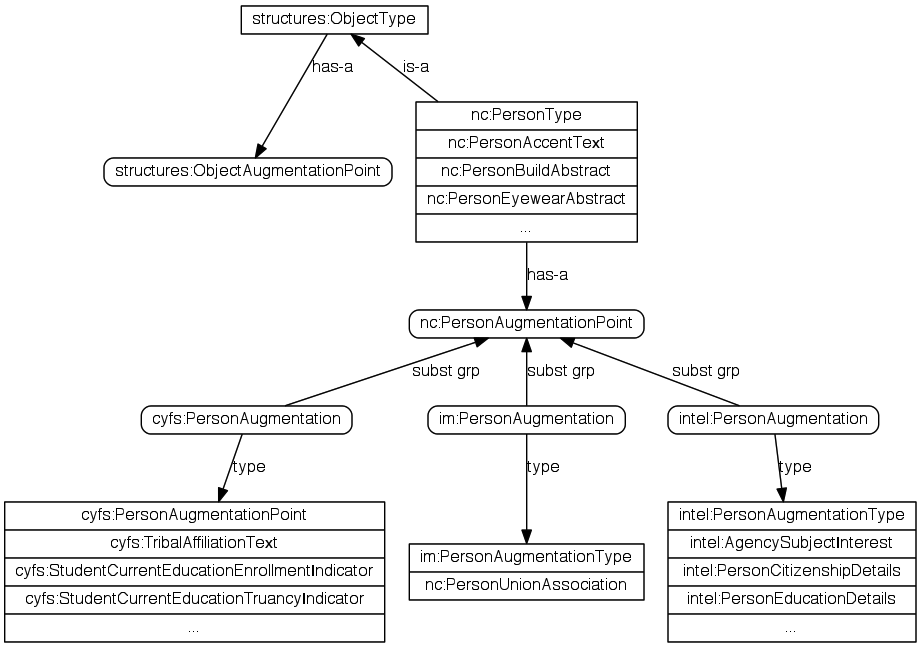 structures:ObjectType
has-a
is-a
nc:PersonType
nc:PersonAccentText
structures:ObjectAugmentationPoint
nc:PersonBuildAbstract
nc:PersonEyewearAbstract
...
has-a
nc:PersonAugmentationPoint
subst grp
subst grp
subst grp
cyfs:PersonAugmentation
im:PersonAugmentation
intel:PersonAugmentation
type
type
type
cyfs:PersonAugmentationPoint
cyfs:TribalAffiliationText
cyfs:StudentCurrentEducationEnrollmentIndicator
cyfs:StudentCurrentEducationTruancyIndicator
...
im:PersonAugmentationType
nc:PersonUnionAssociation
intel:PersonAugmentationType
intel:AgencySubjectInterest
intel:PersonCitizenshipDetails
intel:PersonEducationDetails
...